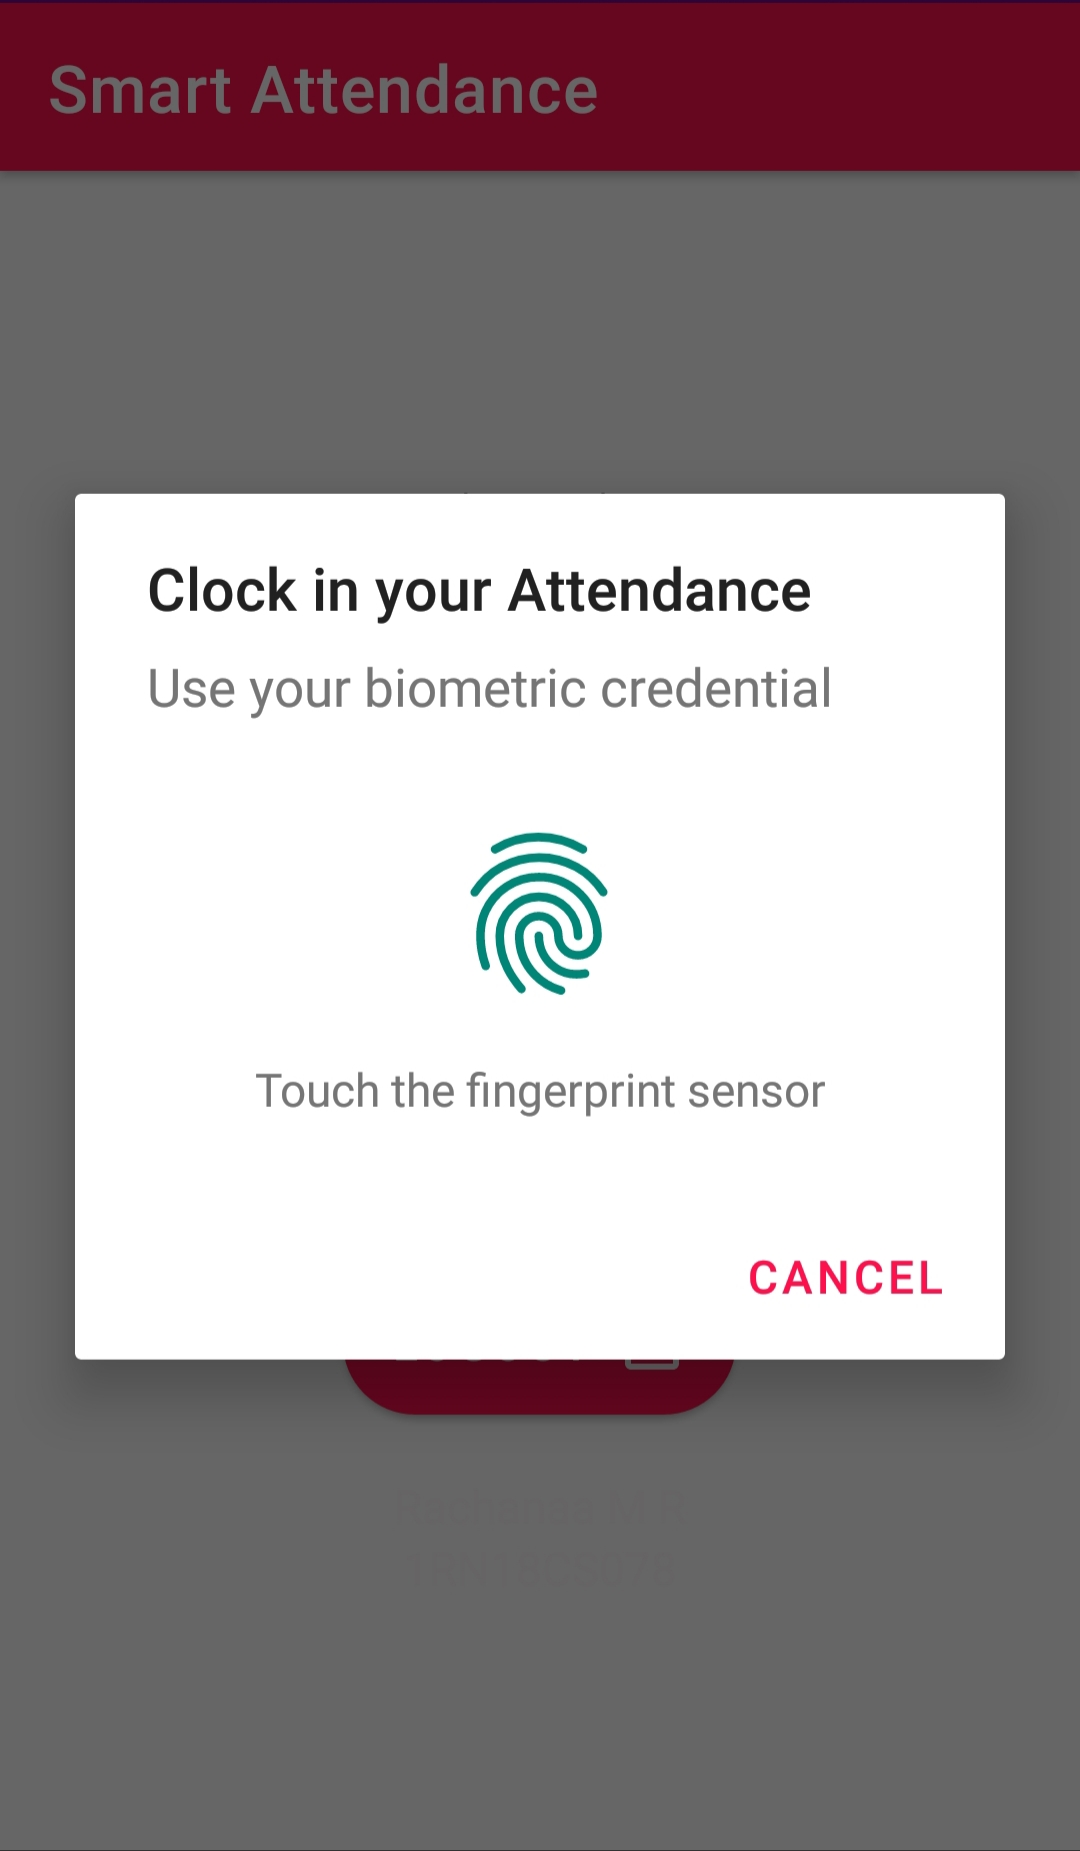 Smart Attendance
Clock in your Attendance
Use your biometric credential
Touch the fingerprint sensor
CANCEL